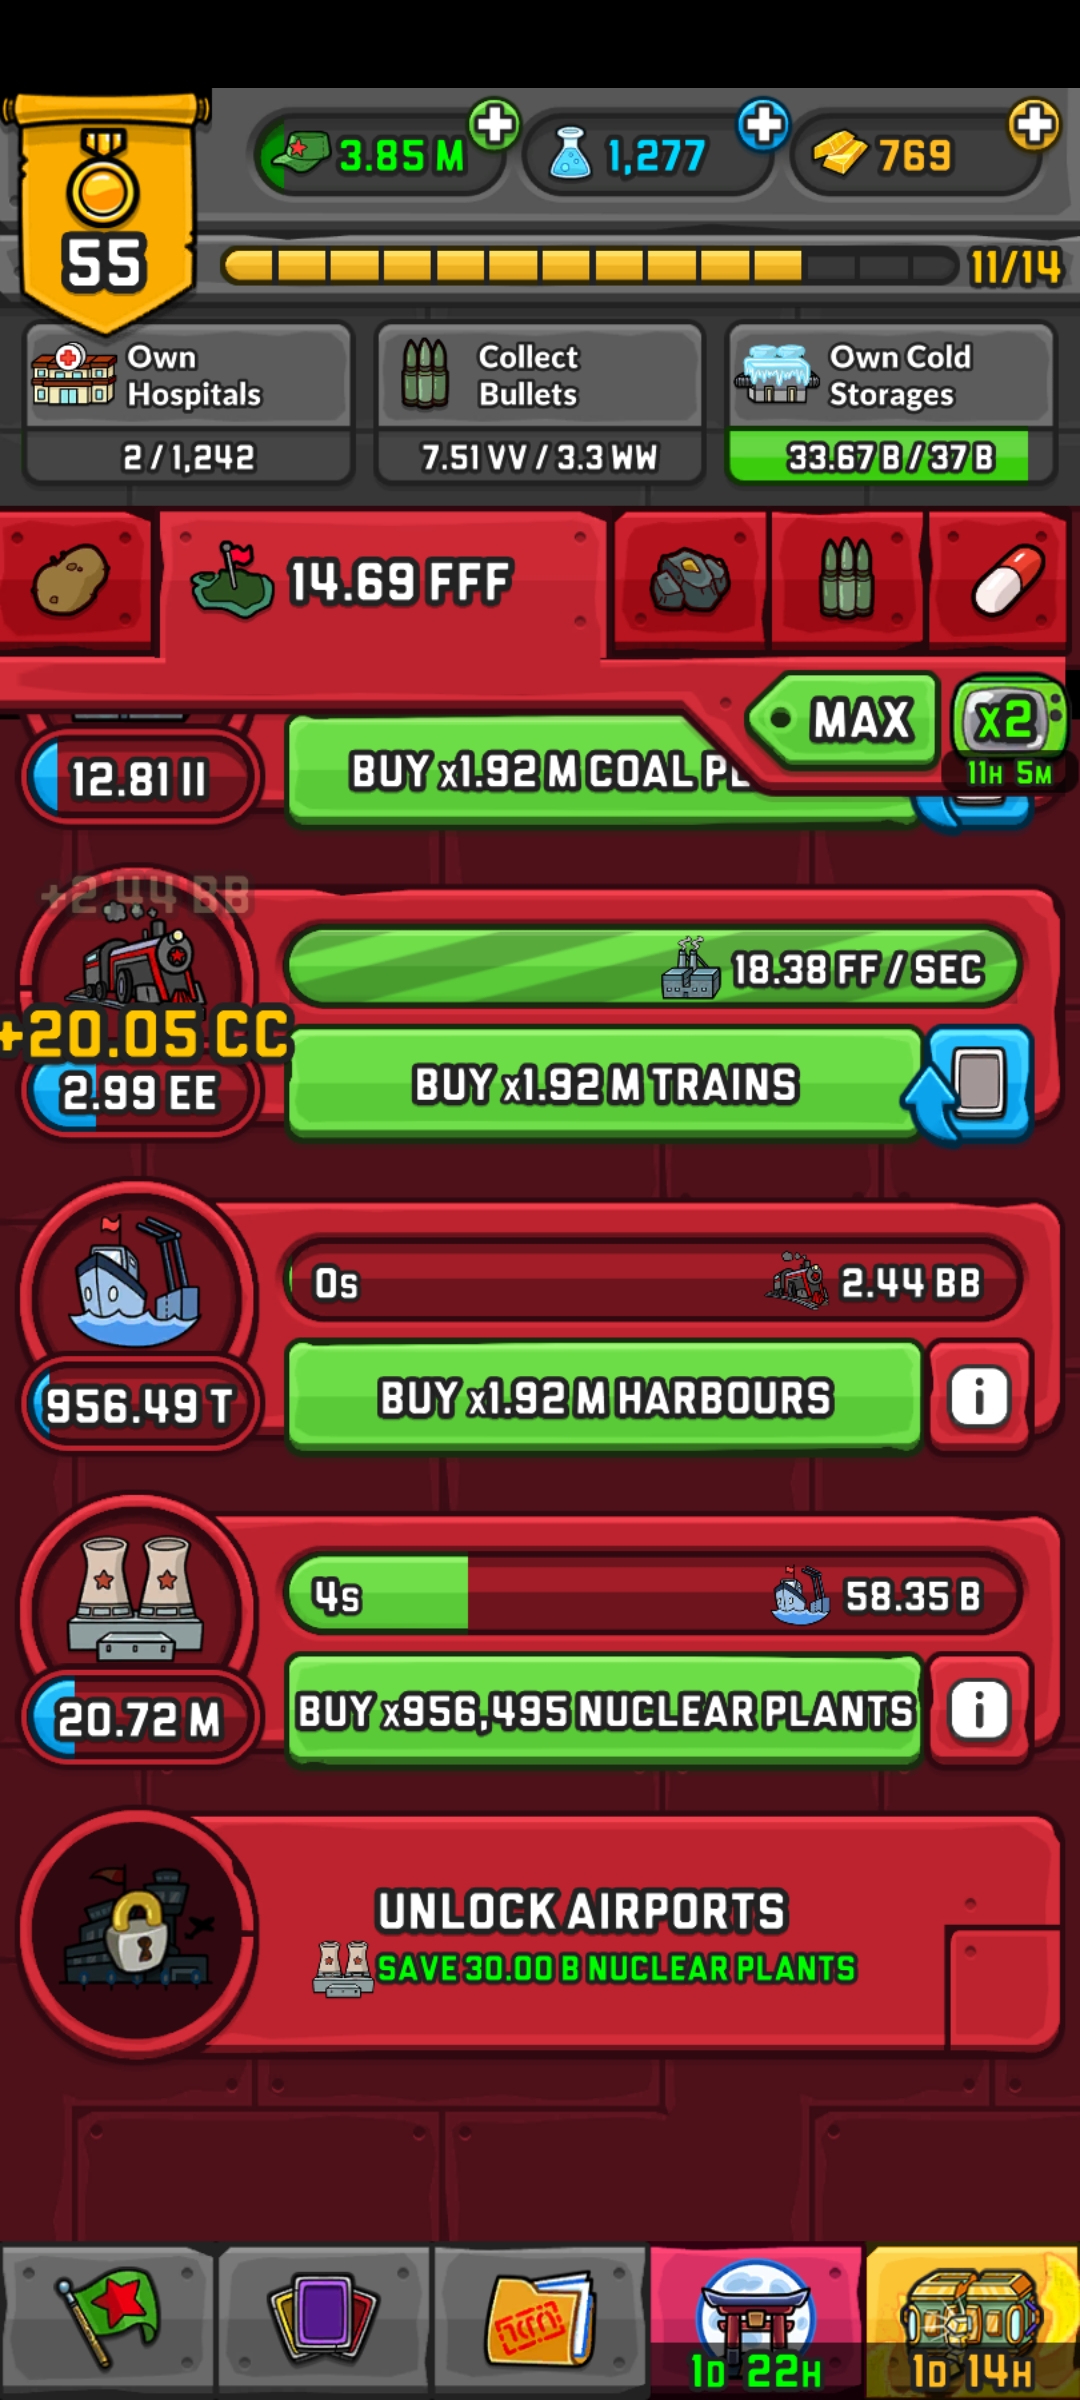 55
3.85 M
1,277
769
11/14
Own Hospitals
2 / 1,242
Collect Bullets
7.51 VV / 3.3 WW
Own Cold Storages
33.67 B / 37 B
14.69 FFF
MAX
x2
11H 5M
12.81 II
BUY x1.92 M COAL
+2.44 BB
18.38 FF / SEC
+20.05 CC
2.99 EE
BUY x1.92 M TRAINS
0s
2.44 BB
956.49 T
BUY x1.92 M HARBOURS
i
4s
58.35 B
20.72 M
BUY x956,495 NUCLEAR PLANTS
i
UNLOCK AIRPORTS
SAVE 30.00 B NUCLEAR PLANTS
1D 22H
1D 14H